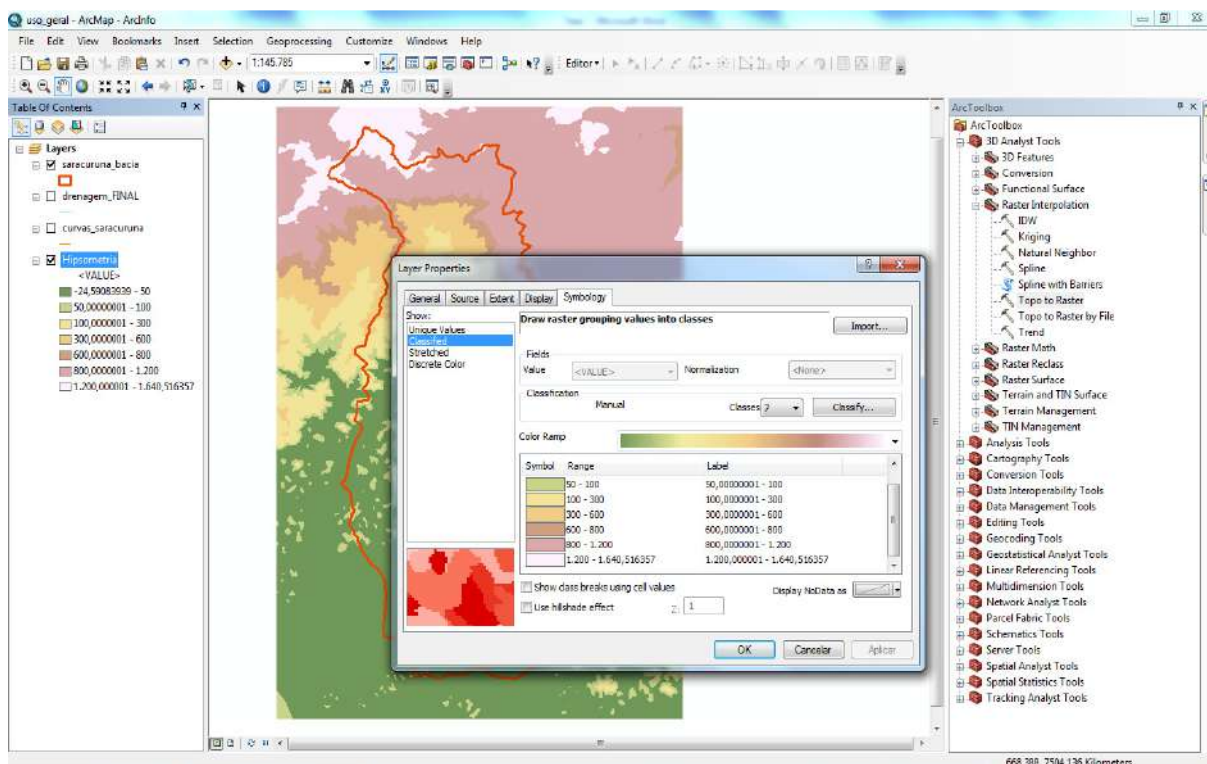 uso_geral - ArcMap - ArcInfo
File Edit View Bookmarks Insert Selection Geoprocessing Customize Windows Help
1:145.785
Editor
Table Of Contents
Layers
saracuruna_bacia
drenagem_FINAL
curvas_saracuruna
Hipsometria
<VALUE>
-24,59083939 - 50
50,00000001 - 100
100,0000001 - 300
300,0000001 - 600
600,0000001 - 800
800,0000001 - 1.200
1.200,000001 - 1.640,516357
Layer Properties
General Source Extent Display Symbology
Show:
Unique Values
Classified
Stretched
Discrete Color
Draw raster grouping values into classes
Import...
Fields
Value <VALUE> Normalization <None>
Classification
Manual Classes 7 Classify...
Color Ramp
Symbol Range Label
50 - 100 50,00000001 - 100
100 - 300 100,0000001 - 300
300 - 600 300,0000001 - 600
600 - 800 600,0000001 - 800
800 - 1.200 800,0000001 - 1.200
1.200 - 1.640,516357 1.200,000001 - 1.640,516357
Show class breaks using cell values
Display NoData as
Use hillshade effect Z: 1
OK Cancelar Aplicar
ArcToolbox
ArcToolbox
3D Analyst Tools
3D Features
Conversion
Functional Surface
Raster Interpolation
IDW
Kriging
Natural Neighbor
Spline
Spline with Barriers
Topo to Raster
Topo to Raster by File
Trend
Raster Math
Raster Reclass
Raster Surface
Terrain and TIN Surface
Terrain Management
TIN Management
Analysis Tools
Cartography Tools
Conversion Tools
Data Interoperability Tools
Data Management Tools
Editing Tools
Geocoding Tools
Geostatistical Analyst Tools
Linear Referencing Tools
Multidimension Tools
Network Analyst Tools
Parcel Fabric Tools
Schematics Tools
Server Tools
Spatial Analyst Tools
Spatial Statistics Tools
Tracking Analyst Tools
Kilometers